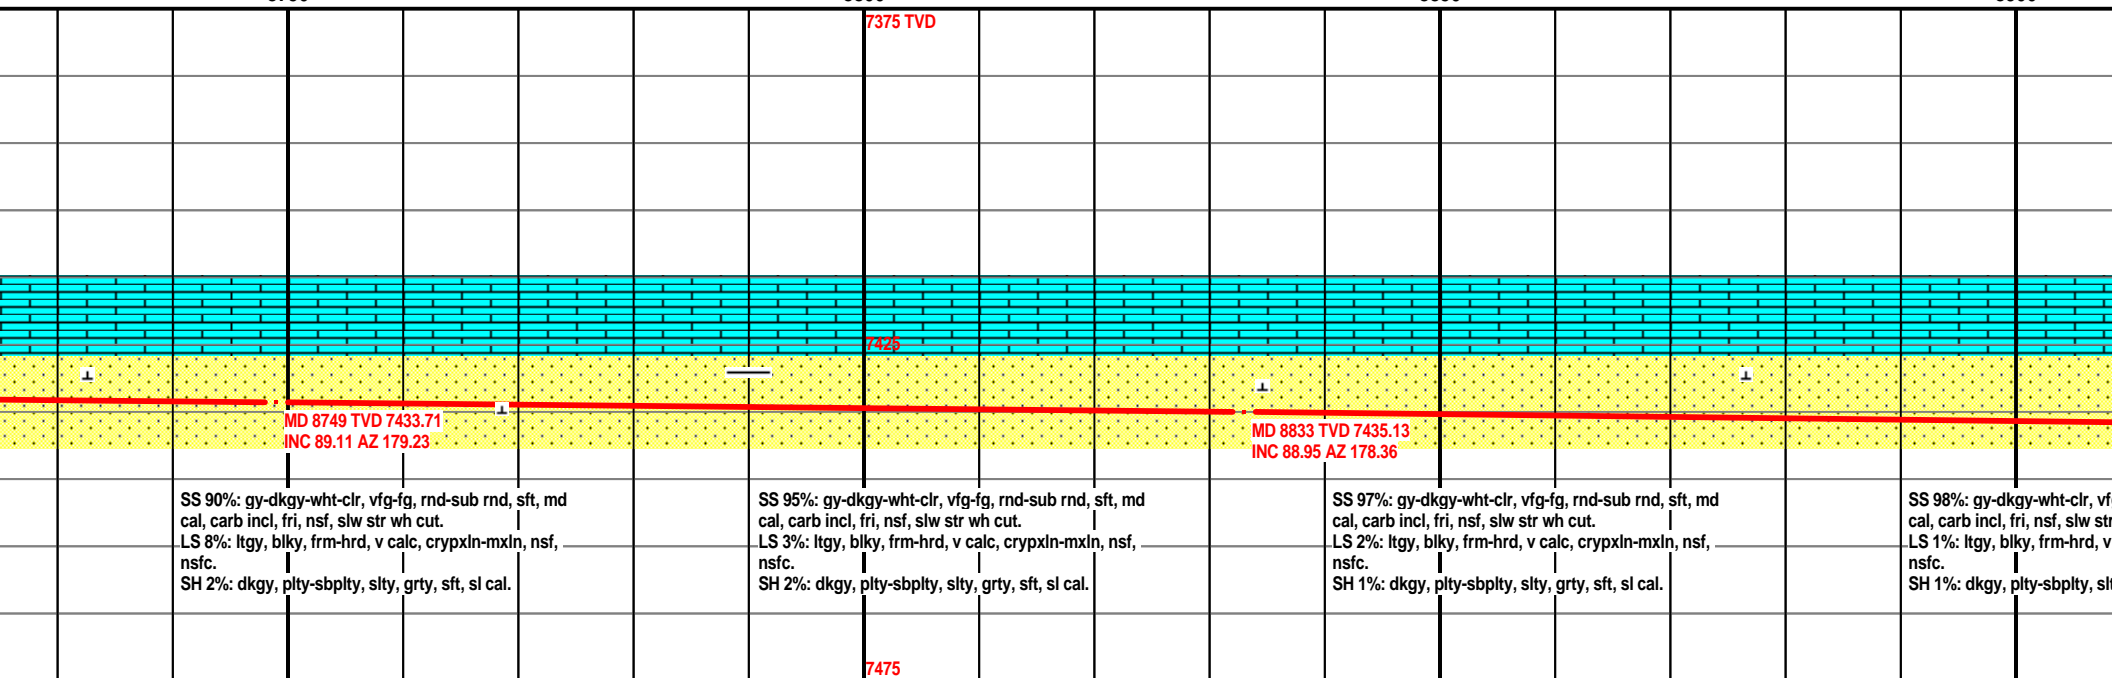 7375 TVD
7425
MD 8749 TVD 7433.71
INC 89.11 AZ 179.23
MD 8833 TVD 7435.13
INC 88.95 AZ 178.36
SS 90%: gy-dkgy-wht-clr, vfg-fg, rnd-sub rnd, sft, md
cal, carb incl, fri, nsf, slw str wh cut.
LS 8%: ltgy, blky, frm-hrd, v calc, crypxln-mxln, nsf,
nsfc.
SH 2%: dkgy, plty-sbplty, slty, grty, sft, sl cal.
SS 95%: gy-dkgy-wht-clr, vfg-fg, rnd-sub rnd, sft, md
cal, carb incl, fri, nsf, slw str wh cut.
LS 3%: ltgy, blky, frm-hrd, v calc, crypxln-mxln, nsf,
nsfc.
SH 2%: dkgy, plty-sbplty, slty, grty, sft, sl cal.
SS 97%: gy-dkgy-wht-clr, vfg-fg, rnd-sub rnd, sft, md
cal, carb incl, fri, nsf, slw str wh cut.
LS 2%: ltgy, blky, frm-hrd, v calc, crypxln-mxln, nsf,
nsfc.
SH 1%: dkgy, plty-sbplty, slty, grty, sft, sl cal.
SS 98%: gy-dkgy-wht-clr,
cal, carb incl, fri, nsf, slw str
LS 1%: ltgy, blky, frm-hrd, v
nsfc.
SH 1%: dkgy, plty-sbplty,
7475